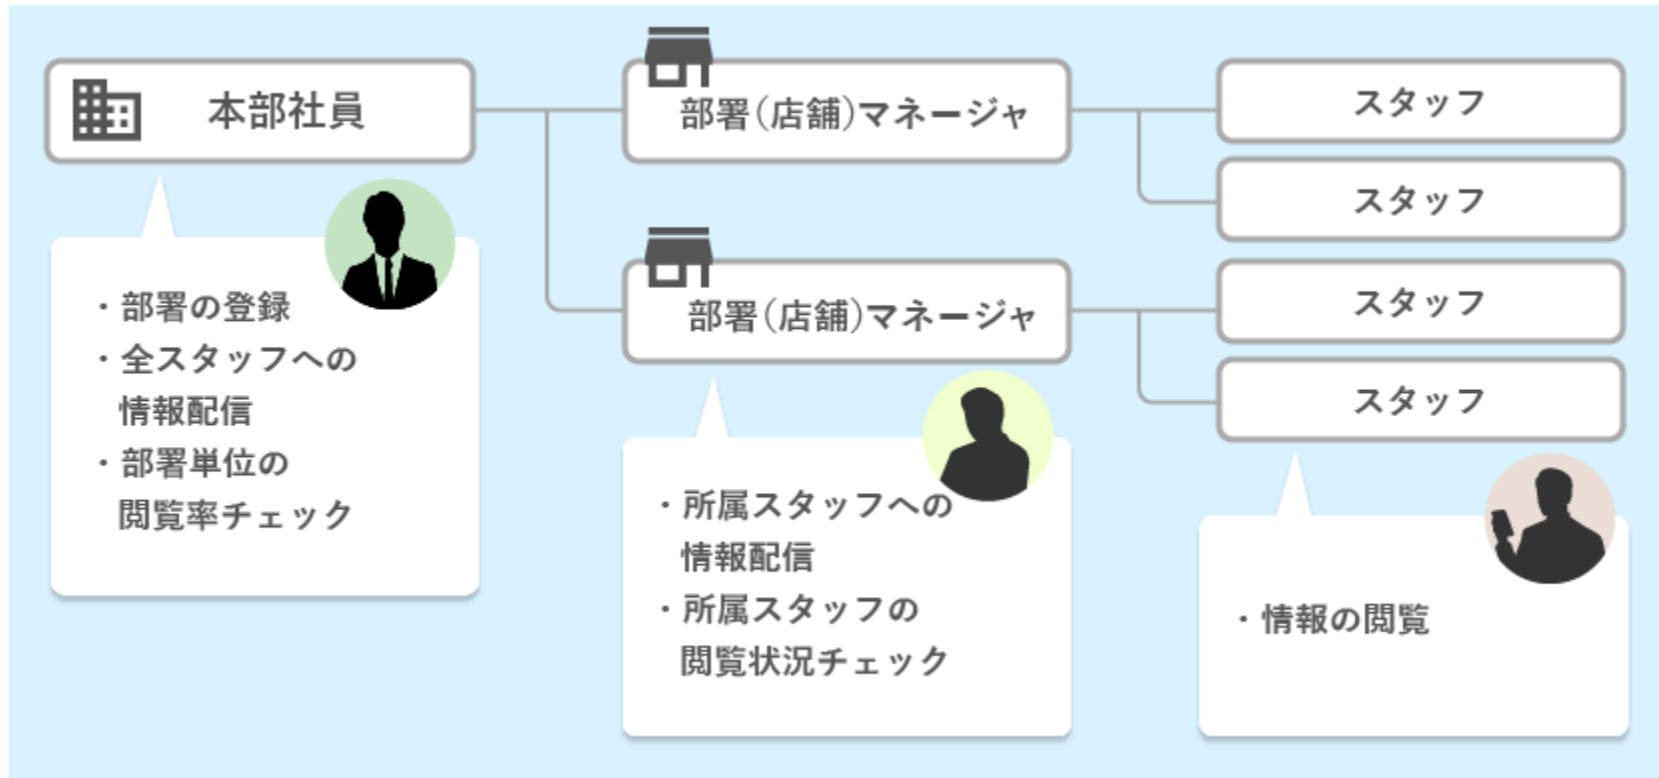 本部社員
部署(店舗)マネージャ
スタッフ
スタッフ
部署(店舗)マネージャ
スタッフ
スタッフ
・部署の登録
・全スタッフへの
情報配信
・部署単位の
閲覧率チェック
・所属スタッフへの
情報配信
・所属スタッフの
閲覧状況チェック
・情報の閲覧